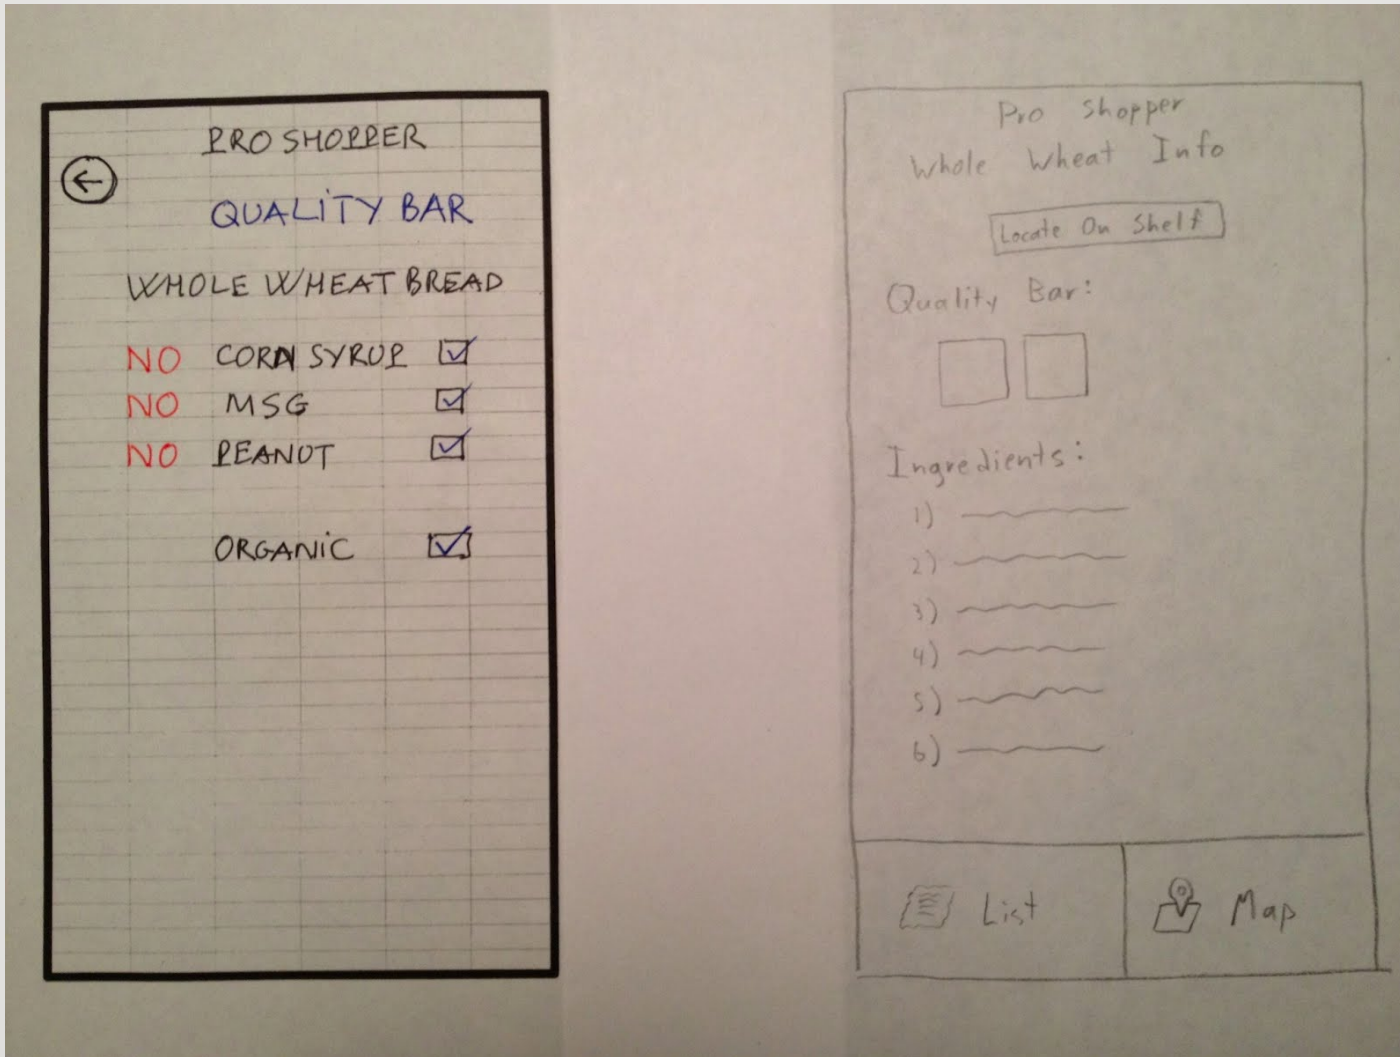 PRO SHOPPER
QUALITY BAR
WHOLE WHEAT BREAD
NO CORN SYRUP
NO MSG
NO PEANUT
ORGANIC
Pro Shopper
Whole Wheat Info
Locate On Shelf
Quality Bar:
Ingredients:
1)
2)
3)
4)
5)
6)
List
Map